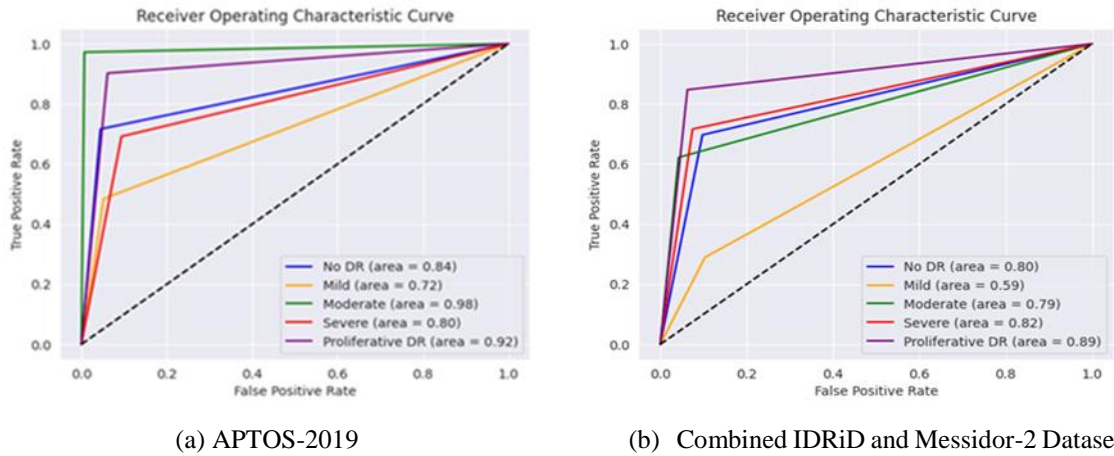 Receiver Operating Characteristic Curve
True Positive Rate
1.0
0.8
0.6
0.4
0.2
0.0
No DR (area = 0.84)
Mild (area = 0.72)
Moderate (area = 0.98)
Severe (area = 0.80)
Proliferative DR (area = 0.92)
0.0 0.2 0.4 0.6 0.8 1.0
False Positive Rate
(a) APTOS-2019
Receiver Operating Characteristic Curve
True Positive Rate
1.0
0.8
0.6
0.4
0.2
0.0
No DR (area = 0.80)
Mild (area = 0.59)
Moderate (area = 0.79)
Severe (area = 0.82)
Proliferative DR (area = 0.89)
0.0 0.2 0.4 0.6 0.8 1.0
False Positive Rate
(b) Combined IDRiD and Messidor-2 Datase